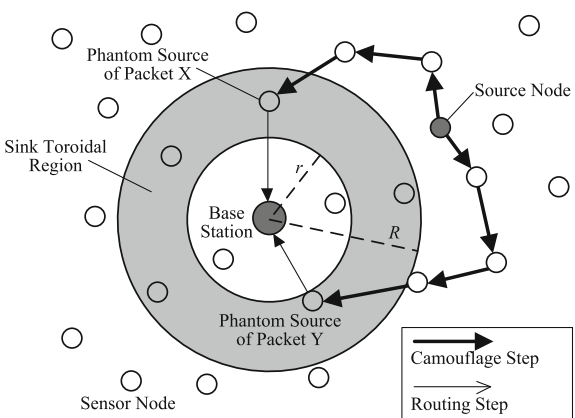 Phantom Source
of Packet X
Source Node
Sink Toroidal
Region
r
Base
Station
R
Phantom Source
of Packet Y
Camouflage Step
Routing Step
Sensor Node